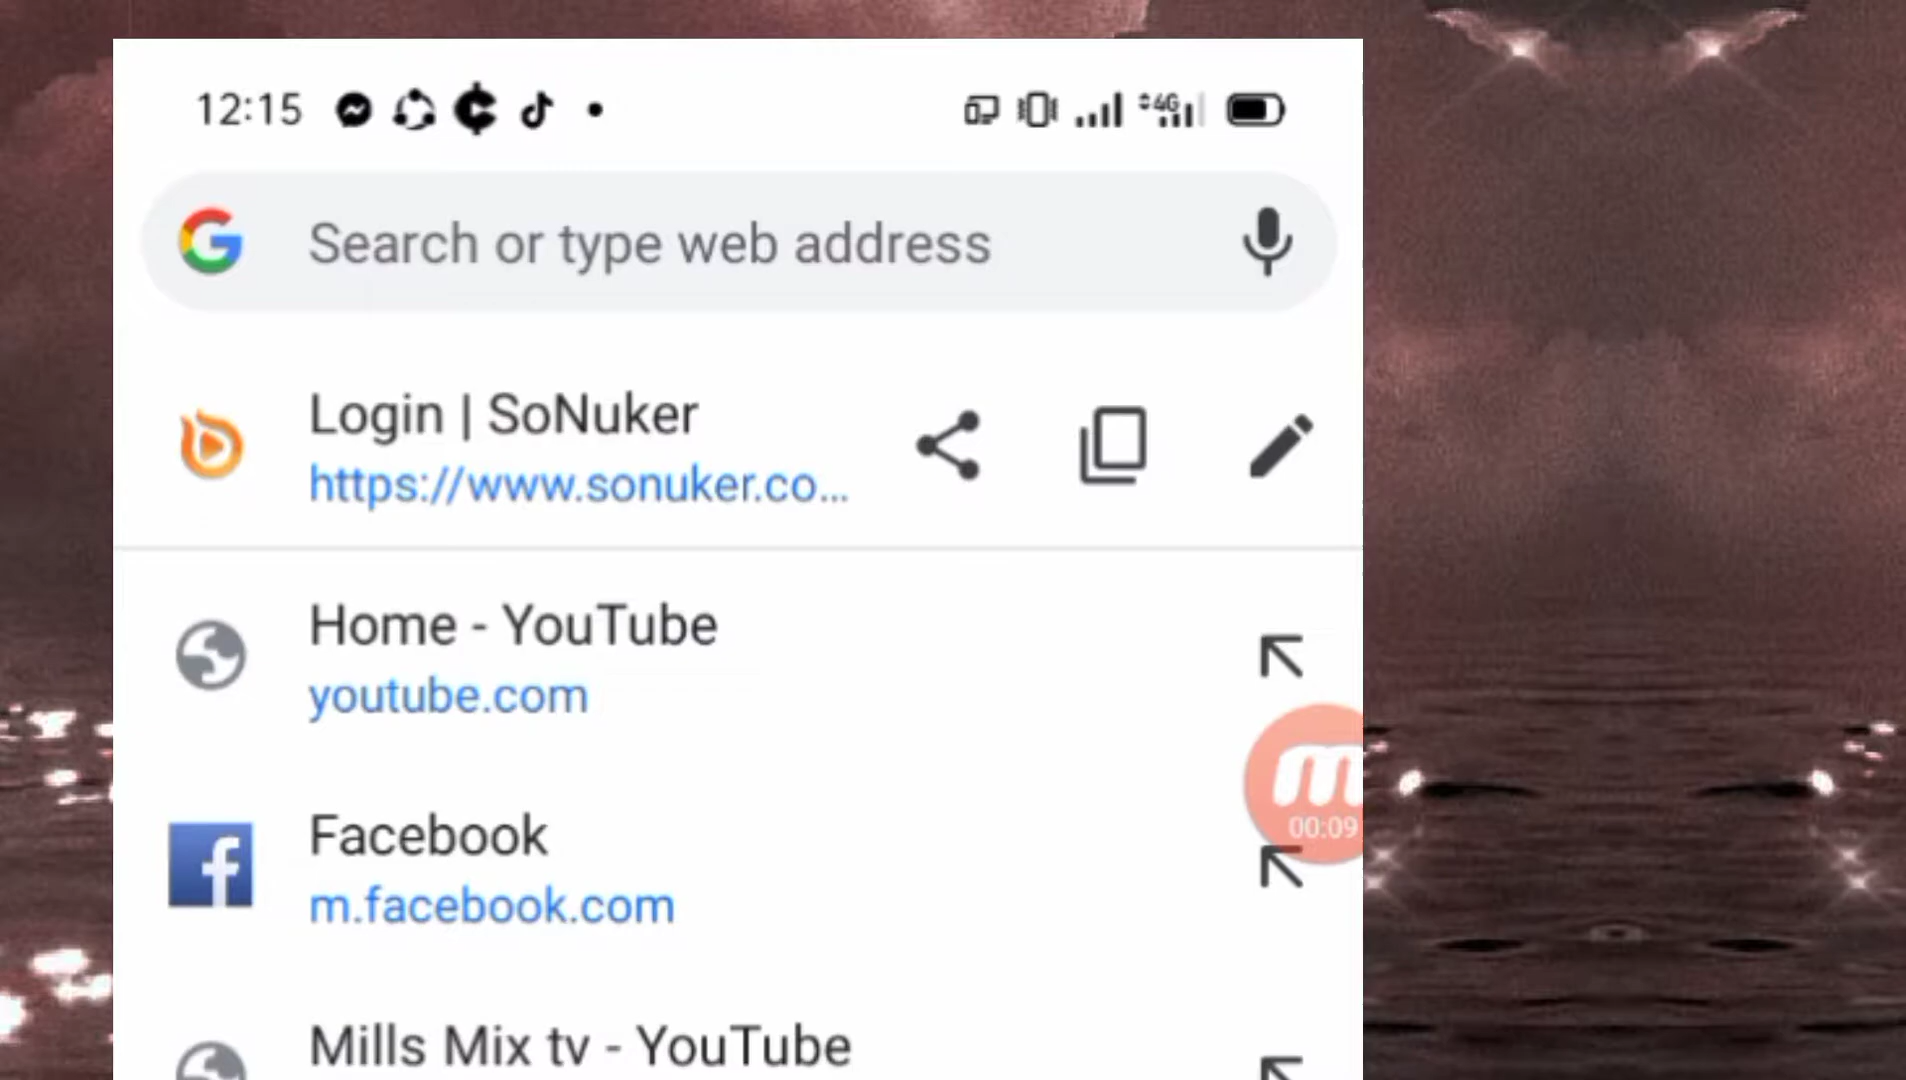 12:15
4G
Search or type web address
Login | SoNuker
https://www.sonuker.co...
Home - YouTube
youtube.com
00:09
Facebook
m.facebook.com
Mills Mix tv - YouTube